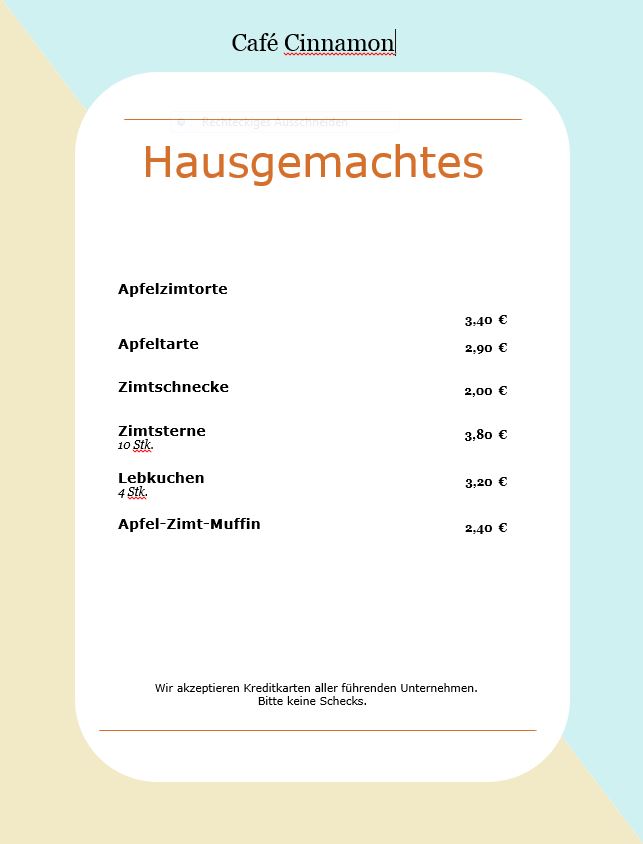 Café Cinnamon
Rechteckiges Ausschneiden
Hausgemachtes
Apfelzimtorte
3,40 €
Apfeltarte 2,90 €
Zimtschnecke 2,00 €
Zimtsterne 3,80 €
10 Stk.
Lebkuchen 3,20 €
4 Stk.
Apfel-Zimt-Muffin 2,40 €
Wir akzeptieren Kreditkarten aller führenden Unternehmen.
Bitte keine Schecks.